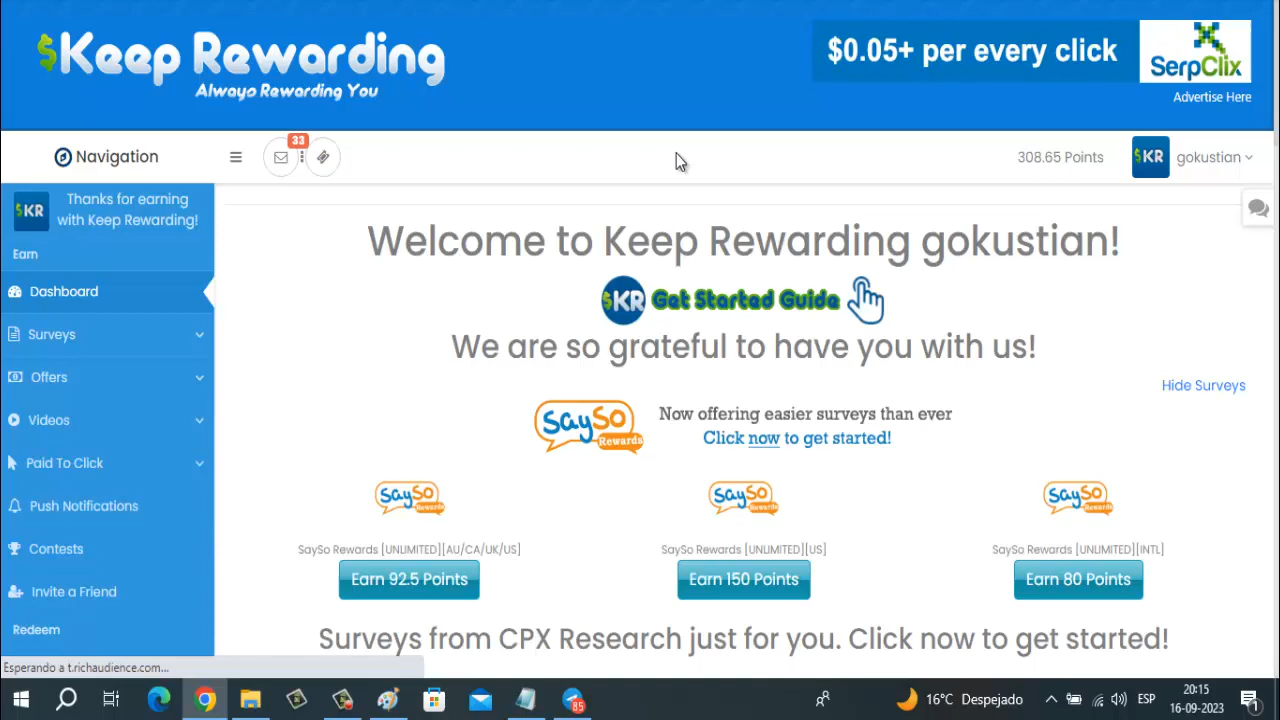 $Keep Rewarding
Always Rewarding You
$0.05+ per every click
SerpClix
Advertise Here
Navigation
33
308.65 Points
$KR
gokustian
$KR
Thanks for earning
with Keep Rewarding!
Earn
Dashboard
Surveys
Offers
Videos
Paid To Click
Push Notifications
Contests
Invite a Friend
Redeem
Welcome to Keep Rewarding gokustian!
$KR Get Started Guide
We are so grateful to have you with us!
Hide Surveys
SaySo Rewards
Now offering easier surveys than ever
Click now to get started!
SaySo Rewards
SaySo Rewards
SaySo Rewards
SaySo Rewards [UNLIMITED][AU/CA/UK/US]
SaySo Rewards [UNLIMITED][US]
SaySo Rewards [UNLIMITED][INTL]
Earn 92.5 Points
Earn 150 Points
Earn 80 Points
Surveys from CPX Research just for you. Click now to get started!
Esperando a t.richaudience.com...
85
16°C Despejado
ESP
20:15
16-09-2023
1